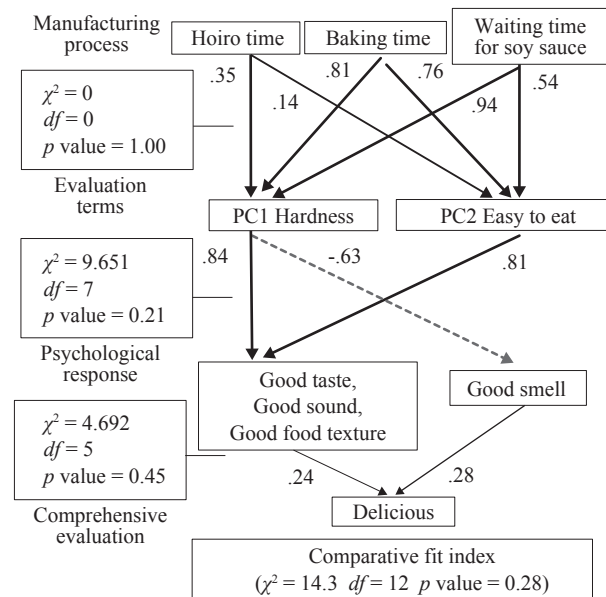 Manufacturing
process
Hoiro time
Baking time
Waiting time
for soy sauce
.35
.14
.81
.76
.94
.54
χ² = 0
df = 0
p value = 1.00
Evaluation
terms
PC1 Hardness
PC2 Easy to eat
.84
-.63
.81
χ² = 9.651
df = 7
p value = 0.21
Psychological
response
Good taste,
Good sound,
Good food texture
Good smell
χ² = 4.692
df = 5
p value = 0.45
.24
.28
Comprehensive
evaluation
Delicious
Comparative fit index
(χ² = 14.3 df = 12 p value = 0.28)